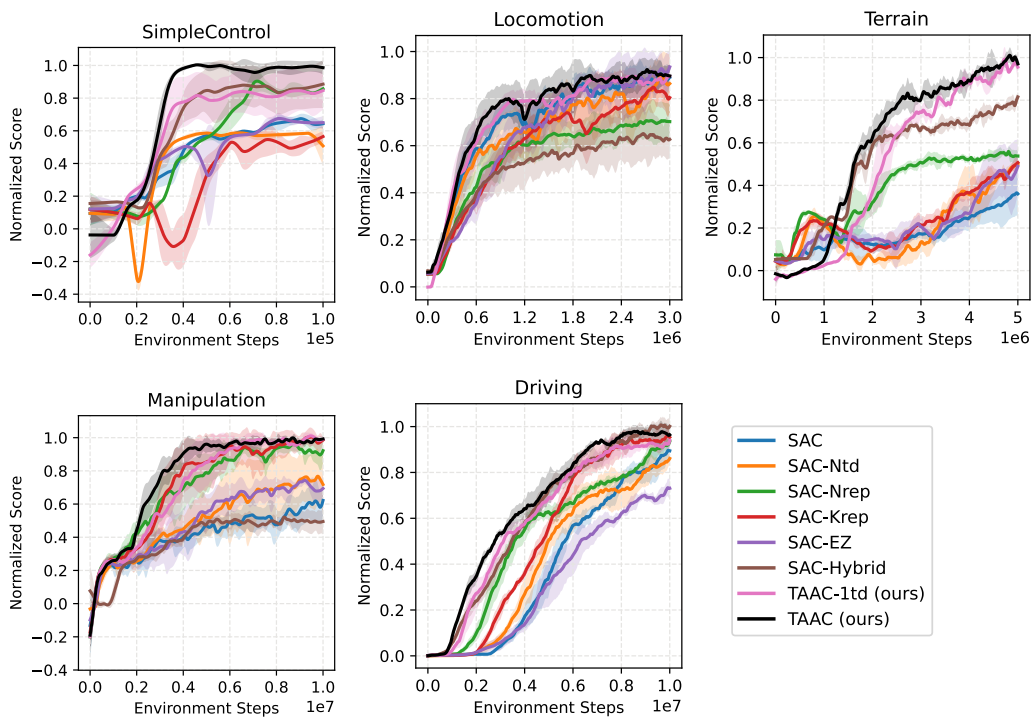 SimpleControl
Normalized Score
1.0
0.8
0.6
0.4
0.2
0.0
−0.2
−0.4
0.0 0.2 0.4 0.6 0.8 1.0
Environment Steps
1e5
Locomotion
Normalized Score
1.0
0.8
0.6
0.4
0.2
0.0
0.0 0.6 1.2 1.8 2.4 3.0
Environment Steps
1e6
Terrain
Normalized Score
1.0
0.8
0.6
0.4
0.2
0.0
0 1 2 3 4 5
Environment Steps
1e6
Manipulation
Normalized Score
1.0
0.8
0.6
0.4
0.2
0.0
−0.2
−0.4
0.0 0.2 0.4 0.6 0.8 1.0
Environment Steps
1e7
Driving
Normalized Score
1.0
0.8
0.6
0.4
0.2
0.0
0.0 0.2 0.4 0.6 0.8 1.0
Environment Steps
1e7
SAC
SAC-Ntd
SAC-Nrep
SAC-Krep
SAC-EZ
SAC-Hybrid
TAAC-1td (ours)
TAAC (ours)